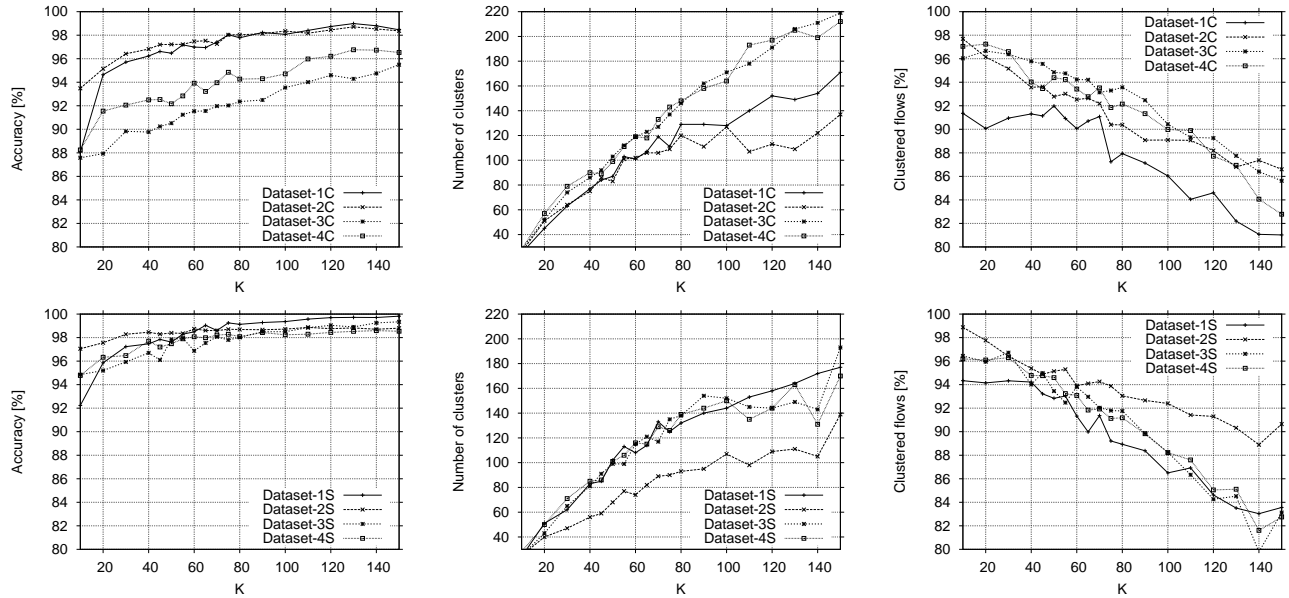 Accuracy [%]
100
98
96
94
92
90
88
86
84
82
80
20 40 60 80 100 120 140
K
Dataset-1C
Dataset-2C
Dataset-3C
Dataset-4C
Number of clusters
220
200
180
160
140
120
100
80
60
40
20 40 60 80 100 120 140
K
Dataset-1C
Dataset-2C
Dataset-3C
Dataset-4C
Clustered flows [%]
100
98
96
94
92
90
88
86
84
82
80
20 40 60 80 100 120 140
K
Dataset-1C
Dataset-2C
Dataset-3C
Dataset-4C
Accuracy [%]
100
98
96
94
92
90
88
86
84
82
80
20 40 60 80 100 120 140
K
Dataset-1S
Dataset-2S
Dataset-3S
Dataset-4S
Number of clusters
220
200
180
160
140
120
100
80
60
40
20 40 60 80 100 120 140
K
Dataset-1S
Dataset-2S
Dataset-3S
Dataset-4S
Clustered flows [%]
100
98
96
94
92
90
88
86
84
82
80
20 40 60 80 100 120 140
K
Dataset-1S
Dataset-2S
Dataset-3S
Dataset-4S